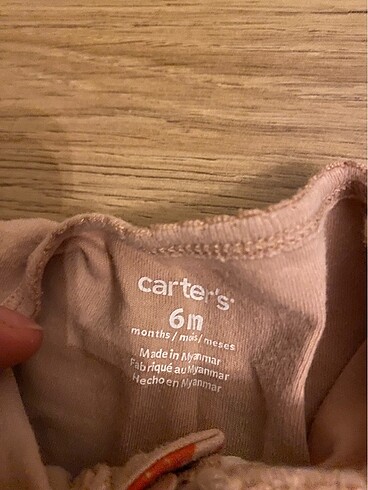 carter's
6m
months / mois / meses
Made in Myanmar
Fabriqué au Myanmar
Hecho en Myanmar